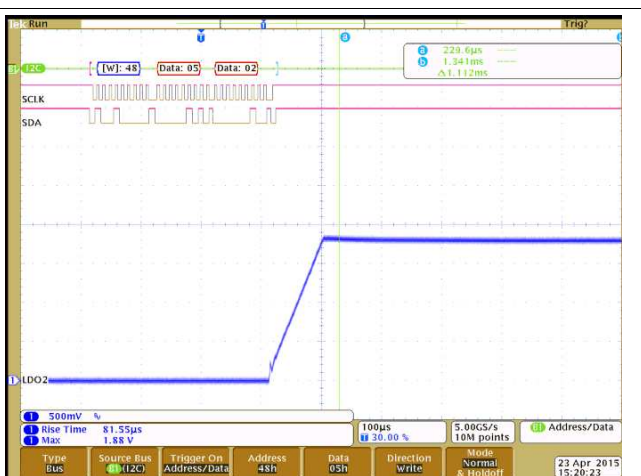 Tek Run Trig?
a
b
a 220.6µs
b 1.341ms
Δ1.112ms
B1 I2C [W]: 48 Data: 05 Data: 02
SCLK
SDA
1 LDO2
1 500mV
1 Rise Time 81.55µs
1 Max 1.88 V
100µs
T 30.00 %
5.00GS/s
10M points
B1 Address/Data
Type
Bus
Source Bus
B1 (I2C)
Trigger On
Address/Data
Address
48h
Data
05h
Direction
Write
Mode
Normal
& Holdoff
23 Apr 2015
15:20:23